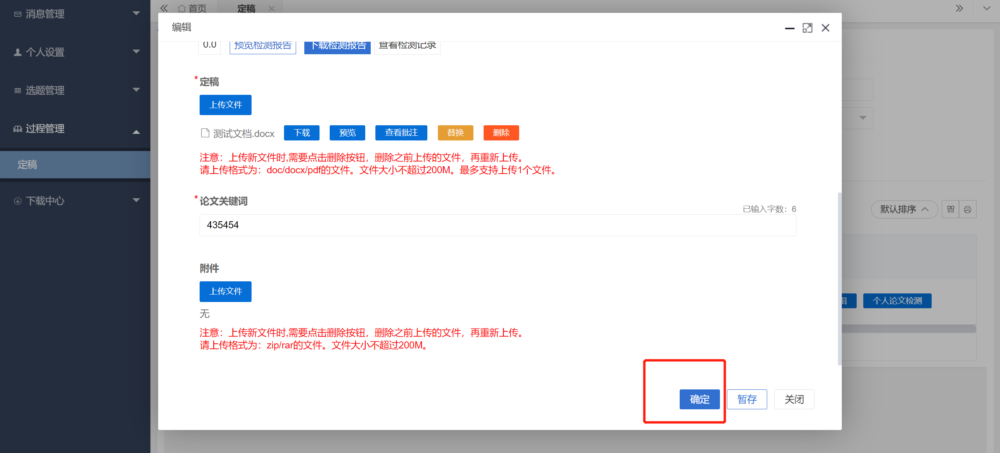 消息管理
个人设置
选题管理
过程管理
定稿
下载中心
首页
定稿
编辑
0.0 预览检测报告 下载检测报告 查看检测记录
* 定稿
上传文件
测试文档.docx 下载 预览 查看批注 替换 删除
注意：上传新文件时,需要点击删除按钮，删除之前上传的文件，再重新上传。
请上传格式为：doc/docx/pdf的文件。文件大小不超过200M。最多支持上传1个文件。
* 论文关键词
已输入字数：6
435454
附件
上传文件
无
注意：上传新文件时,需要点击删除按钮，删除之前上传的文件，再重新上传。
请上传格式为：zip/rar的文件。文件大小不超过200M。
确定 暂存 关闭
默认排序
辑 个人论文检测